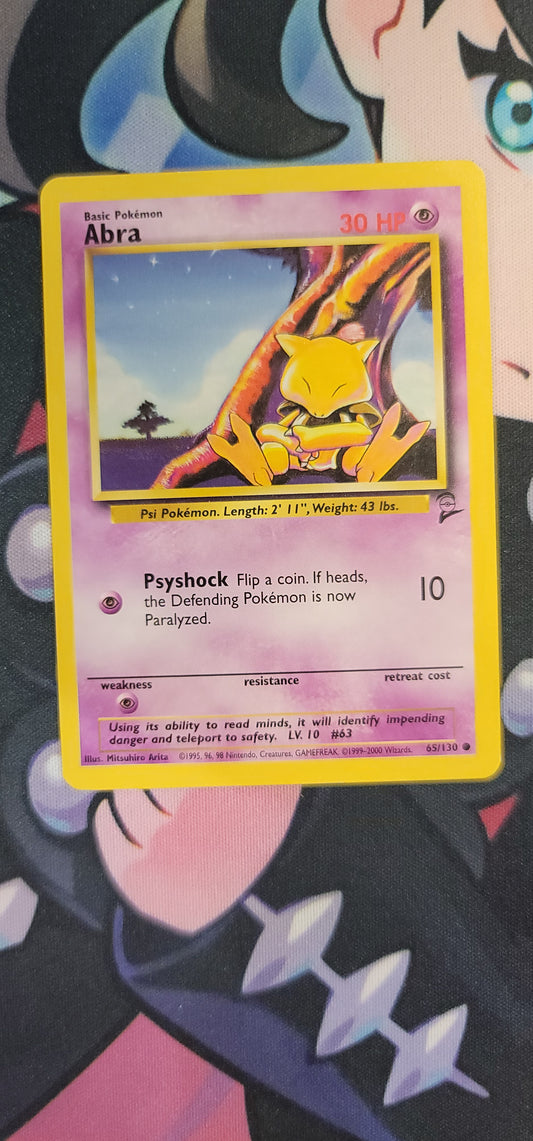 Basic Pokémon
Abra 30 HP
Psi Pokémon. Length: 2' 11", Weight: 43 lbs.
Psyshock Flip a coin. If heads,
the Defending Pokémon is now
Paralyzed.
10
weakness resistance retreat cost
Using its ability to read minds, it will identify impending
danger and teleport to safety. LV. 10 #63
Illus. Mitsuhiro Arita ©1995, 96, 98 Nintendo, Creatures, GAMEFREAK. ©1999-2000 Wizards. 65/130